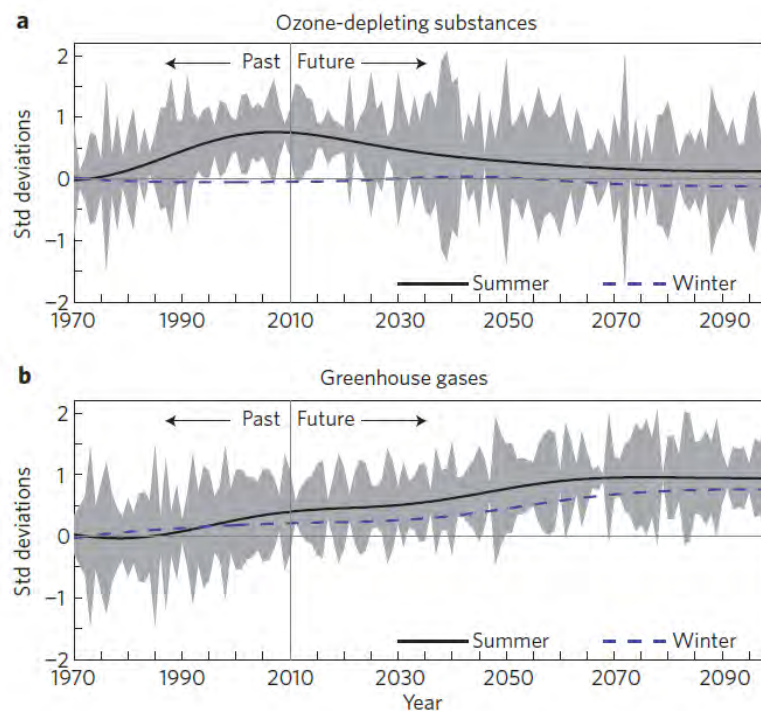 a Ozone-depleting substances
2
Past Future
1
0
−1
−2
Std deviations
Summer Winter
1970 1990 2010 2030 2050 2070 2090
b Greenhouse gases
2
Past Future
1
0
−1
−2
Std deviations
Summer Winter
1970 1990 2010 2030 2050 2070 2090
Year